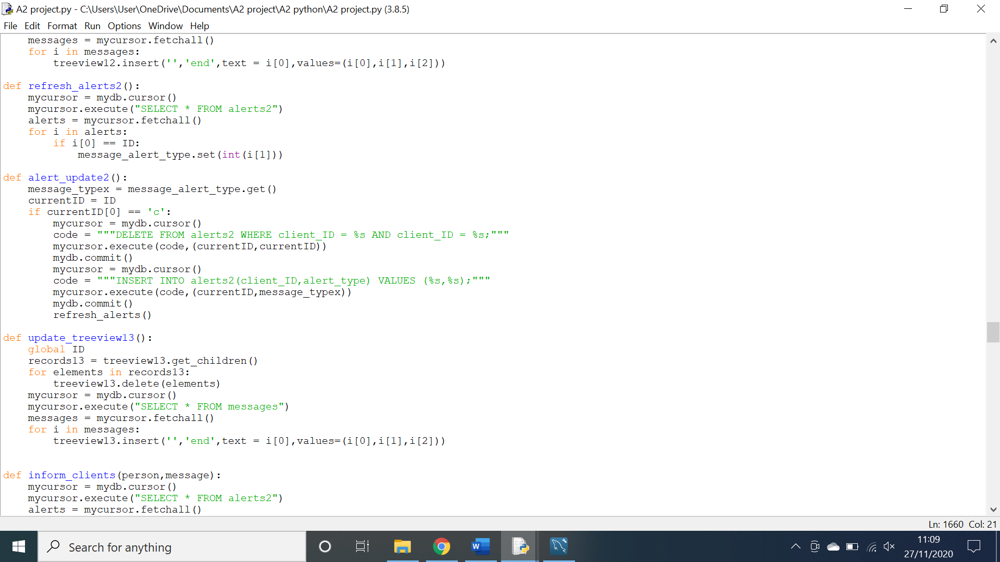 A2 project.py - C:\Users\User\OneDrive\Documents\A2 project\A2 python\A2 project.py (3.8.5)
File Edit Format Run Options Window Help
    messages = mycursor.fetchall()
    for i in messages:
        treeview12.insert('','end',text = i[0],values=(i[0],i[1],i[2]))

def refresh_alerts2():
    mycursor = mydb.cursor()
    mycursor.execute("SELECT * FROM alerts2")
    alerts = mycursor.fetchall()
    for i in alerts:
        if i[0] == ID:
            message_alert_type.set(int(i[1]))

def alert_update2():
    message_typex = message_alert_type.get()
    currentID = ID
    if currentID[0] == 'c':
        mycursor = mydb.cursor()
        code = """DELETE FROM alerts2 WHERE client_ID = %s AND client_ID = %s;"""
        mycursor.execute(code,(currentID,currentID))
        mydb.commit()
        mycursor = mydb.cursor()
        code = """INSERT INTO alerts2(client_ID,alert_type) VALUES (%s,%s);"""
        mycursor.execute(code,(currentID,message_typex))
        mydb.commit()
        refresh_alerts()

def update_treeview13():
    global ID
    records13 = treeview13.get_children()
    for elements in records13:
        treeview13.delete(elements)
    mycursor = mydb.cursor()
    mycursor.execute("SELECT * FROM messages")
    messages = mycursor.fetchall()
    for i in messages:
        treeview13.insert('','end',text = i[0],values=(i[0],i[1],i[2]))


def inform_clients(person,message):
    mycursor = mydb.cursor()
    mycursor.execute("SELECT * FROM alerts2")
    alerts = mycursor.fetchall()
Ln: 1660 Col: 21
Search for anything
W
11:09
27/11/2020